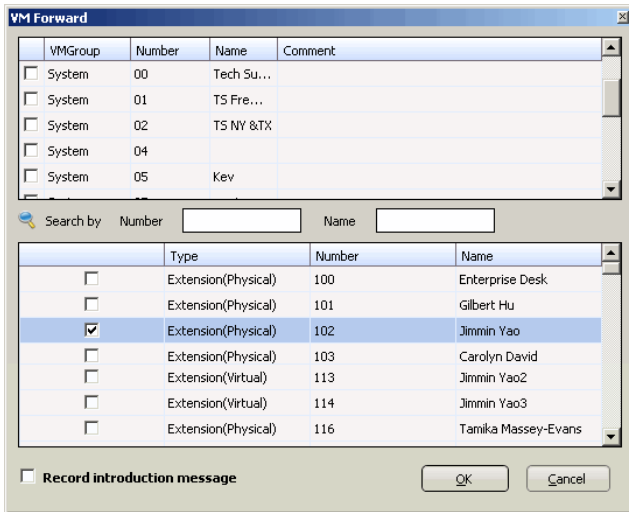 VM Forward
VMGroup Number Name Comment
System 00 Tech Su...
System 01 TS Fre...
System 02 TS NY &TX
System 04
System 05 Kev
Search by Number Name
Type Number Name
Extension(Physical) 100 Enterprise Desk
Extension(Physical) 101 Gilbert Hu
Extension(Physical) 102 Jimmin Yao
Extension(Physical) 103 Carolyn David
Extension(Virtual) 113 Jimmin Yao2
Extension(Virtual) 114 Jimmin Yao3
Extension(Physical) 116 Tamika Massey-Evans
Record introduction message OK Cancel